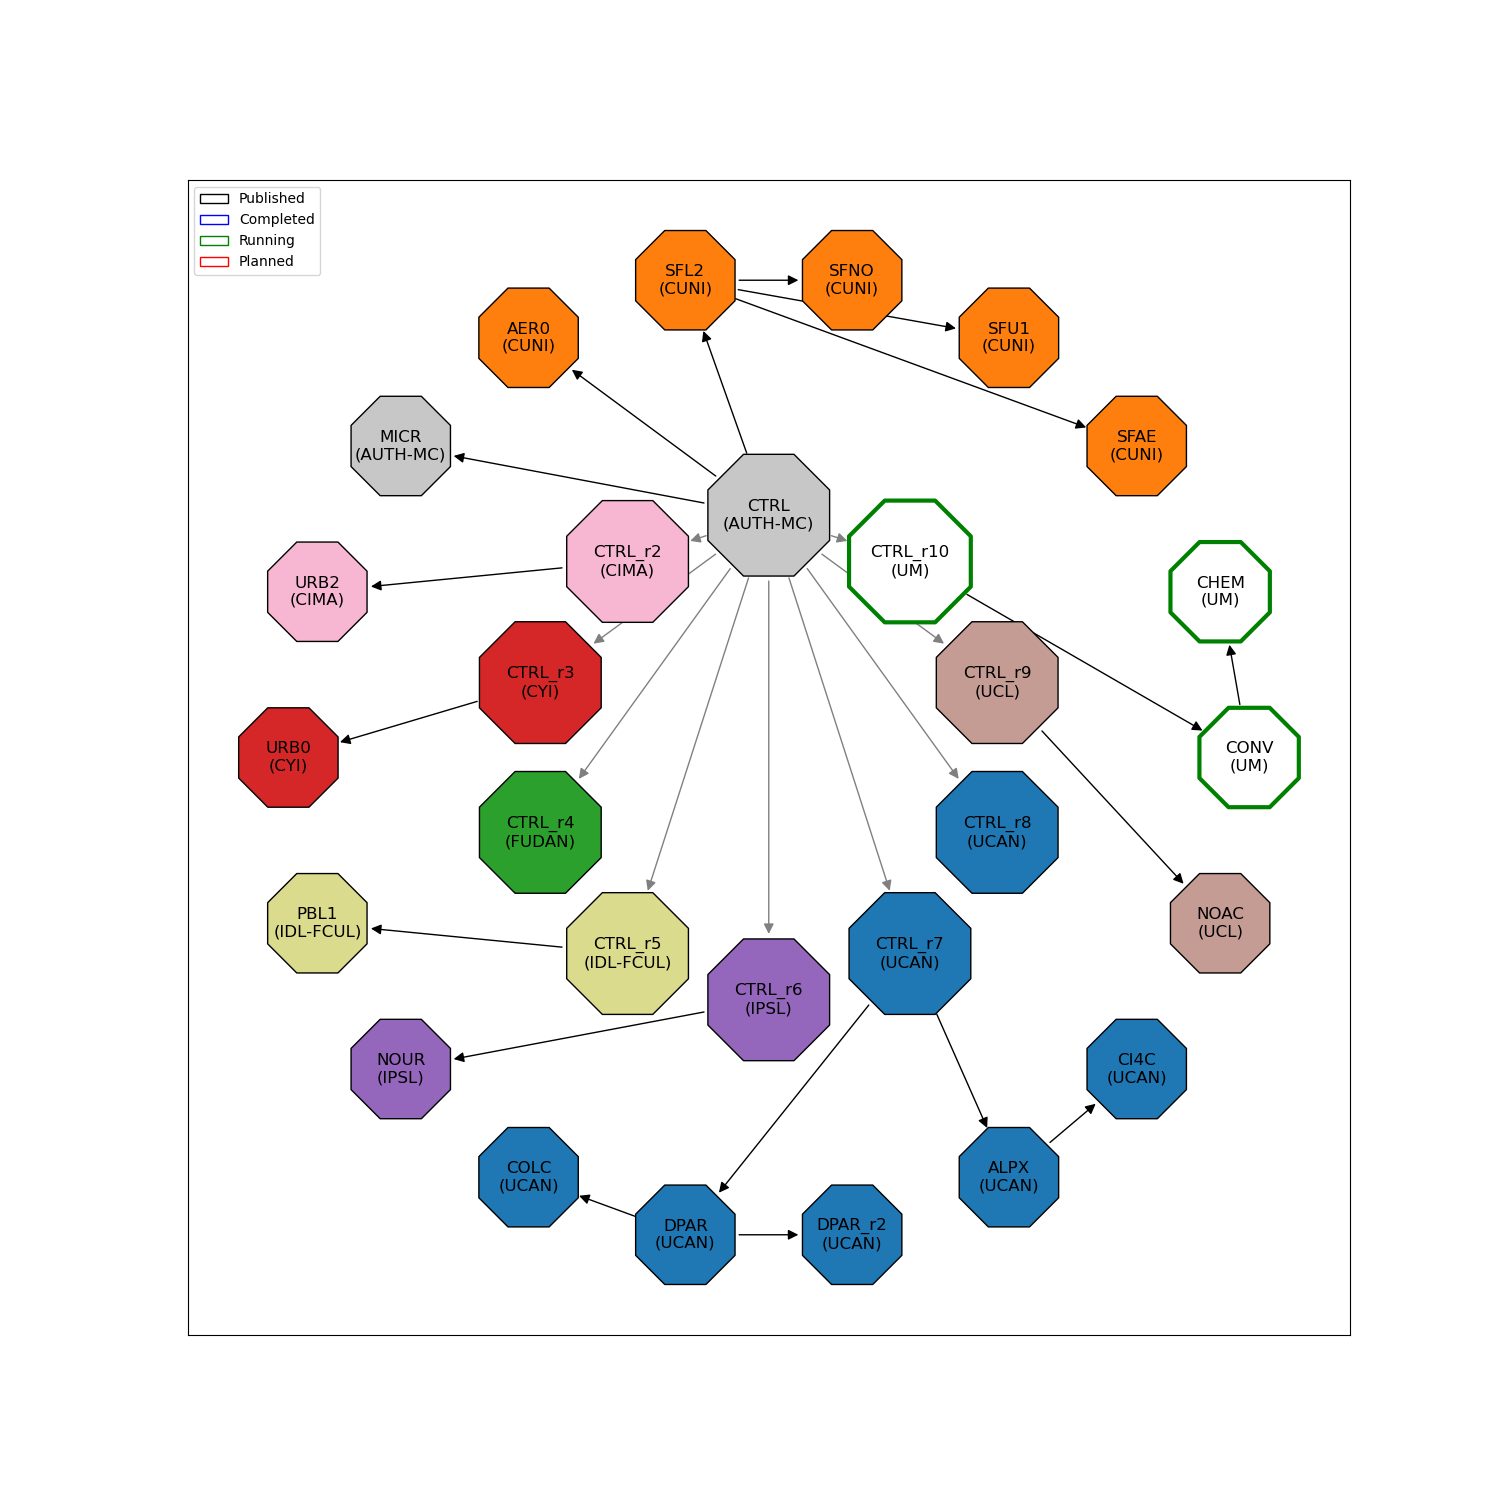 Published
Completed
Running
Planned
SFL2
(CUNI)
SFNO
(CUNI)
AER0
(CUNI)
SFU1
(CUNI)
MICR
(AUTH-MC)
SFAE
(CUNI)
CTRL
(AUTH-MC)
CTRL_r2
(CIMA)
CTRL_r10
(UM)
URB2
(CIMA)
CHEM
(UM)
CTRL_r3
(CYI)
CTRL_r9
(UCL)
URB0
(CYI)
CONV
(UM)
CTRL_r4
(FUDAN)
CTRL_r8
(UCAN)
PBL1
(IDL-FCUL)
NOAC
(UCL)
CTRL_r5
(IDL-FCUL)
CTRL_r7
(UCAN)
CTRL_r6
(IPSL)
NOUR
(IPSL)
CI4C
(UCAN)
COLC
(UCAN)
ALPX
(UCAN)
DPAR
(UCAN)
DPAR_r2
(UCAN)